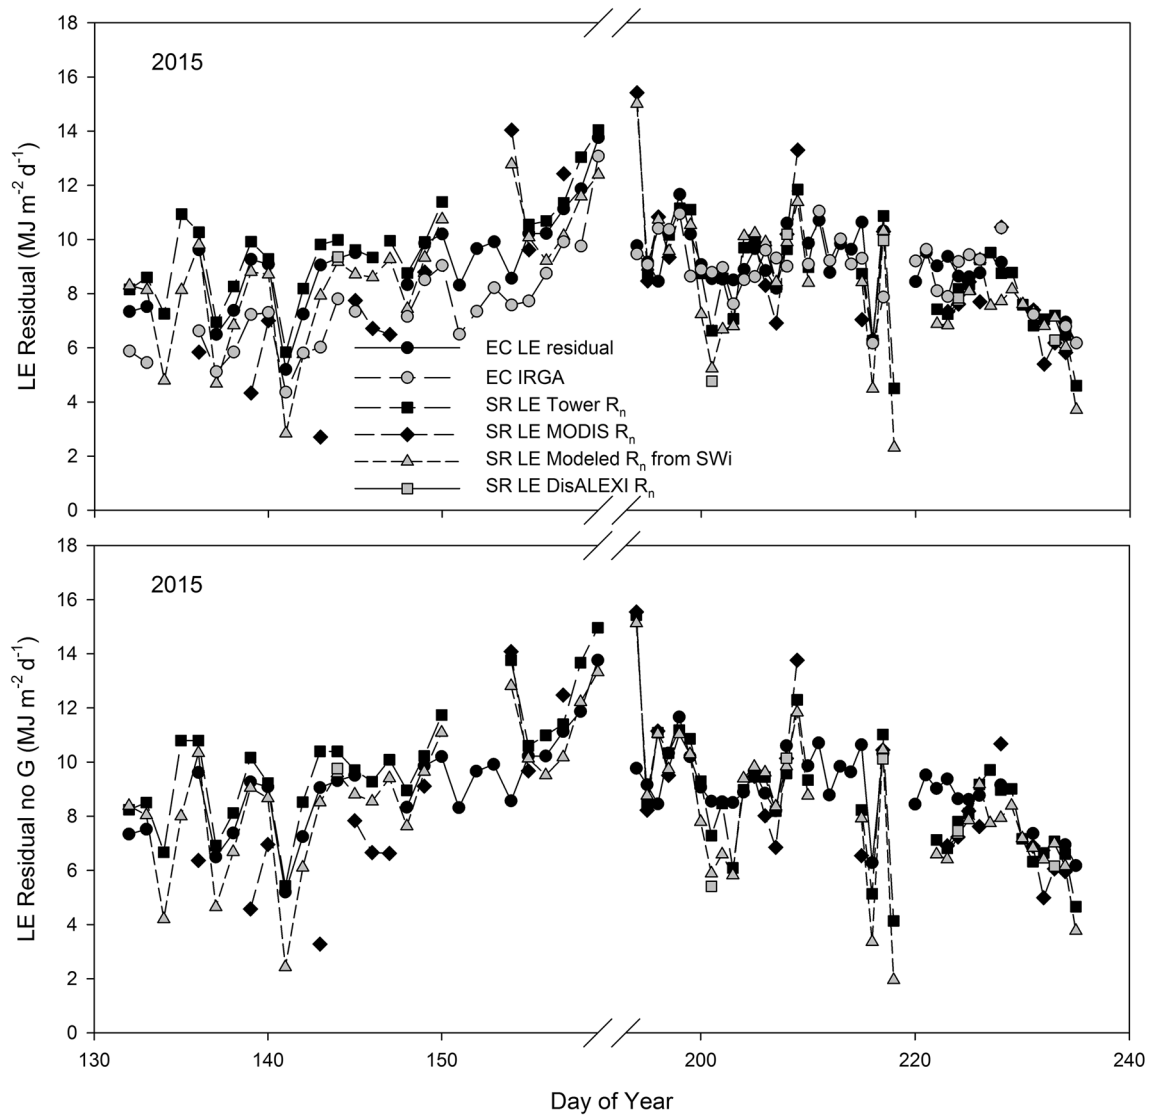 18
16
14
12
10
8
6
4
2
0
LE Residual (MJ m-2 d-1)
2015
EC LE residual
EC IRGA
SR LE Tower Rn
SR LE MODIS Rn
SR LE Modeled Rn from SWi
SR LE DisALEXI Rn
18
16
14
12
10
8
6
4
2
0
LE Residual no G (MJ m-2 d-1)
2015
130 140 150 200 220 240
Day of Year